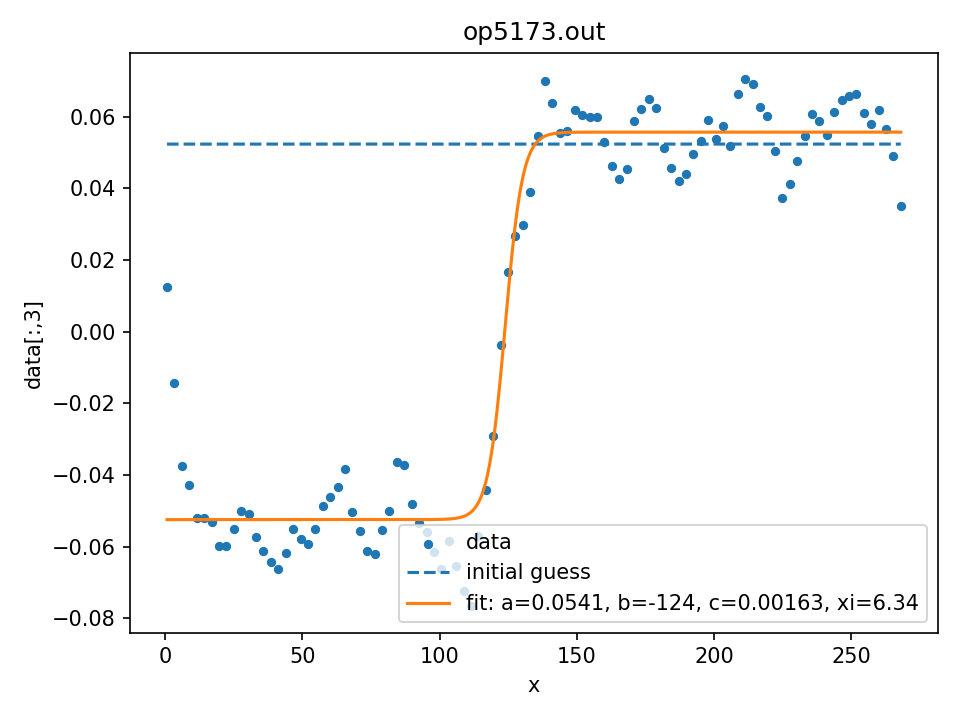 op5173.out
0.06
0.04
0.02
0.00
−0.02
−0.04
−0.06
−0.08
data[:,3]
data
initial guess
fit: a=0.0541, b=-124, c=0.00163, xi=6.34
0 50 100 150 200 250
x